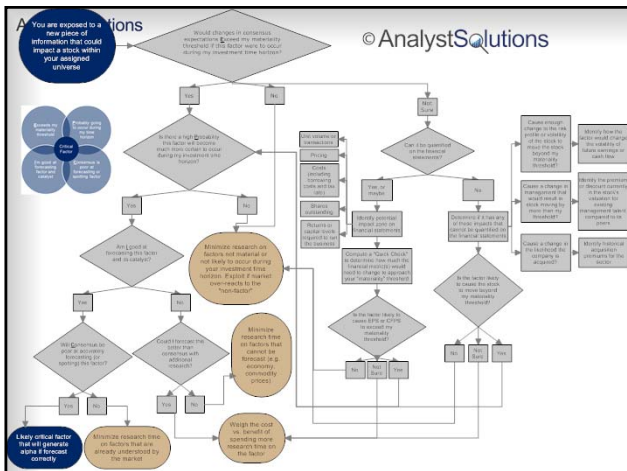 You are exposed to a
new piece of
information that could
impact a stock within
your assigned
universe
Would changes in consensus
expectations exceed my materiality
threshold if this factor were to occur
during my investment time horizon?
© AnalystSolutions
Yes
No
Not
Sure
Exceeds my
materiality
threshold
Probably going
to occur during
my time
horizon
Critical
Factor
I'm good at
forecasting factor
and catalyst
Consensus is poor
at forecasting or
spotting factor
Is there a high Probability
this factor will become
much more certain to occur
during my investment time
horizon?
Yes
No
Can it be quantified
on the financial
statements?
Yes, or
maybe
No
Unit volume or
transactions
Pricing
Costs
(including
borrowing
costs and tax
rate)
Shares
outstanding
Returns or
capital levels
required to run
the business
Identify potential
impact upon on
financial statements
Determine if it has any
of these impacts that
cannot be quantified on
the financial statements
Cause enough
change to the risk
profile or volatility
of the stock to
move the stock
beyond my
materiality
threshold?
Identify how the
factor would change
the volatility of
future earnings or
cash flow
Cause a change in
management that
would result in
stock moving by
more than my
threshold?
Identify the premium
or discount currently
in the stock's
valuation for existing
management talent
compared to its peers
Cause a change in
the likelihood the
company is
acquired?
Identify historical
acquisition
premiums for the
sector
Am I good at
forecasting this factor
and its catalyst?
Yes
No
Minimize research on
factors not material or
not likely to occur during
your investment time
horizon. Exploit if market
over-reacts to the
"non-factor"
Compute a "Quick Check"
to determine how much the
financial metric(s) would
need to change to approach
your "materiality" threshold
Is the factor likely to
cause EPS or CFPS
to exceed my
materiality
threshold?
No
Not
Sure
Yes
Is the factor likely
to cause the stock
to move beyond my
materiality
threshold?
No
Not
Sure
Yes
Will Consensus be
poor at accurately
forecasting (or
spotting) this factor?
Yes
No
Could I forecast this
better than
consensus with
additional
research?
Yes
No
Minimize
research time
on factors that
cannot be
forecast (e.g.
economy,
commodity
prices)
Likely critical factor
that will generate
alpha if forecast
correctly
Minimize research time
on factors that are
already understood by
the market
Weigh the cost
vs. benefit of
spending more
research time on the
factor